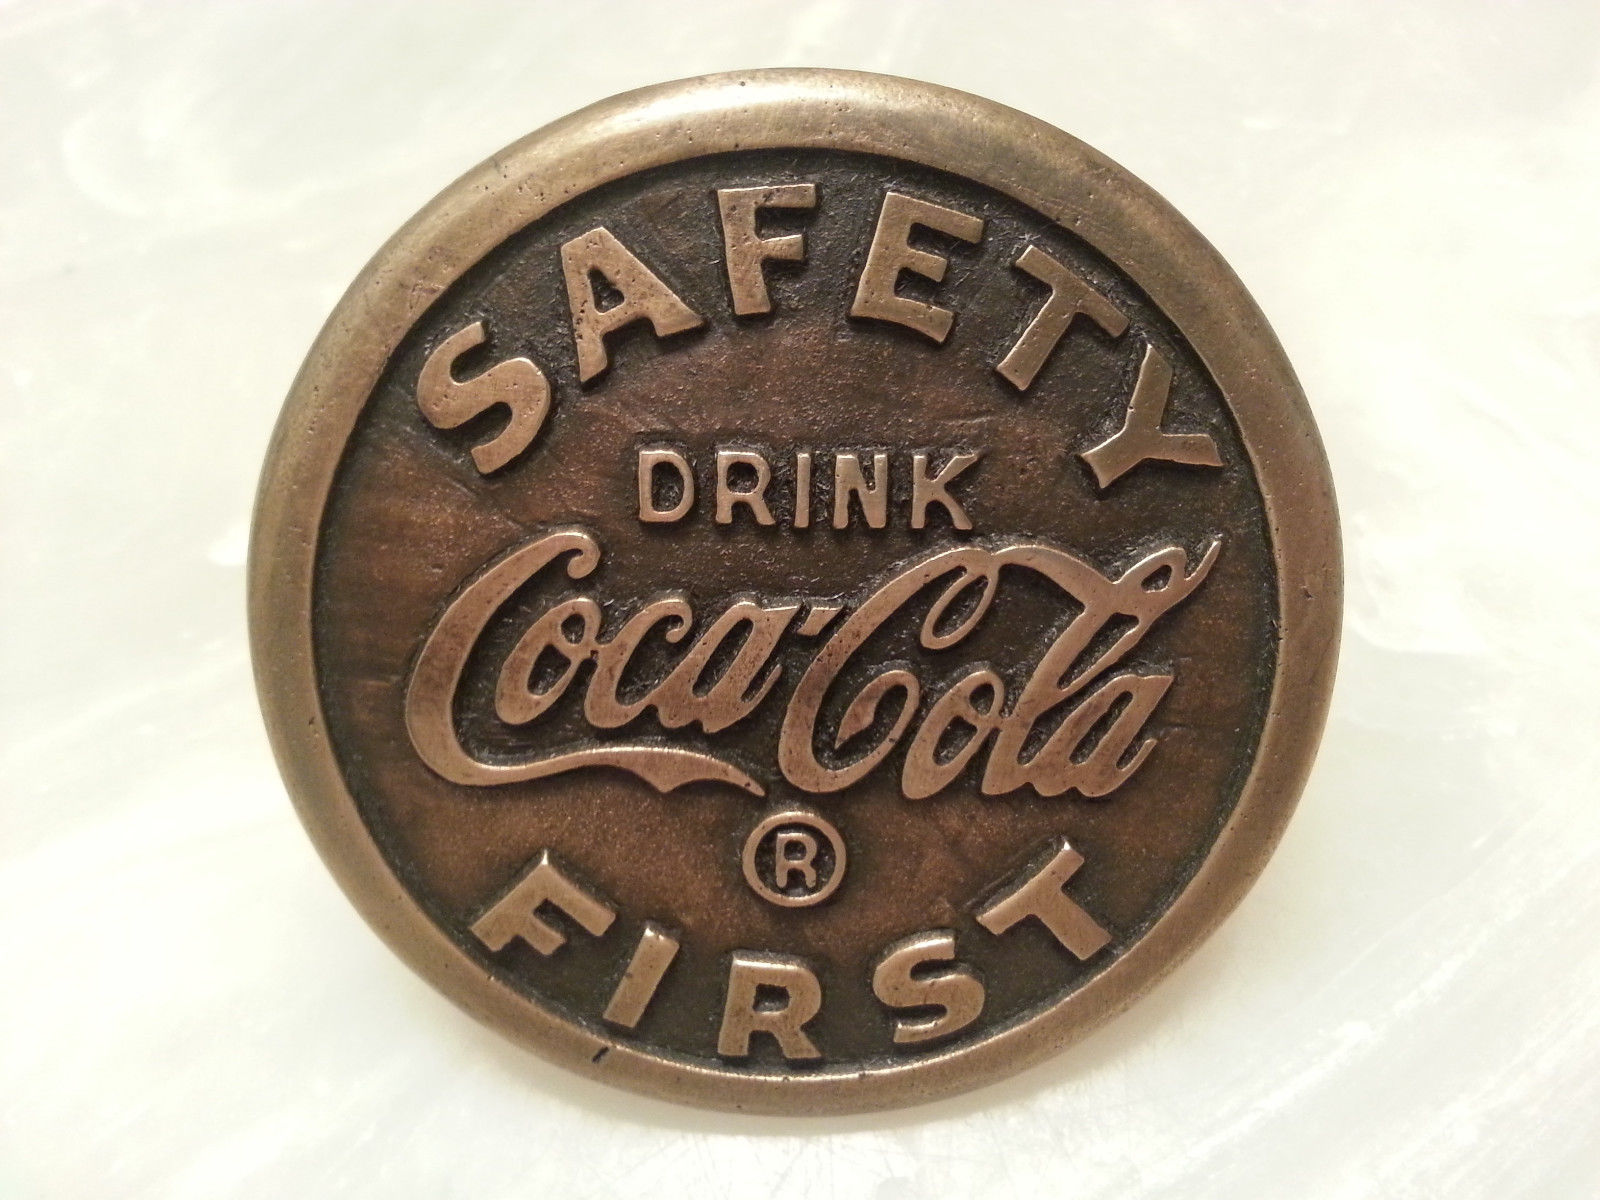 SAFETY
DRINK
Coca-Cola
®
FIRST